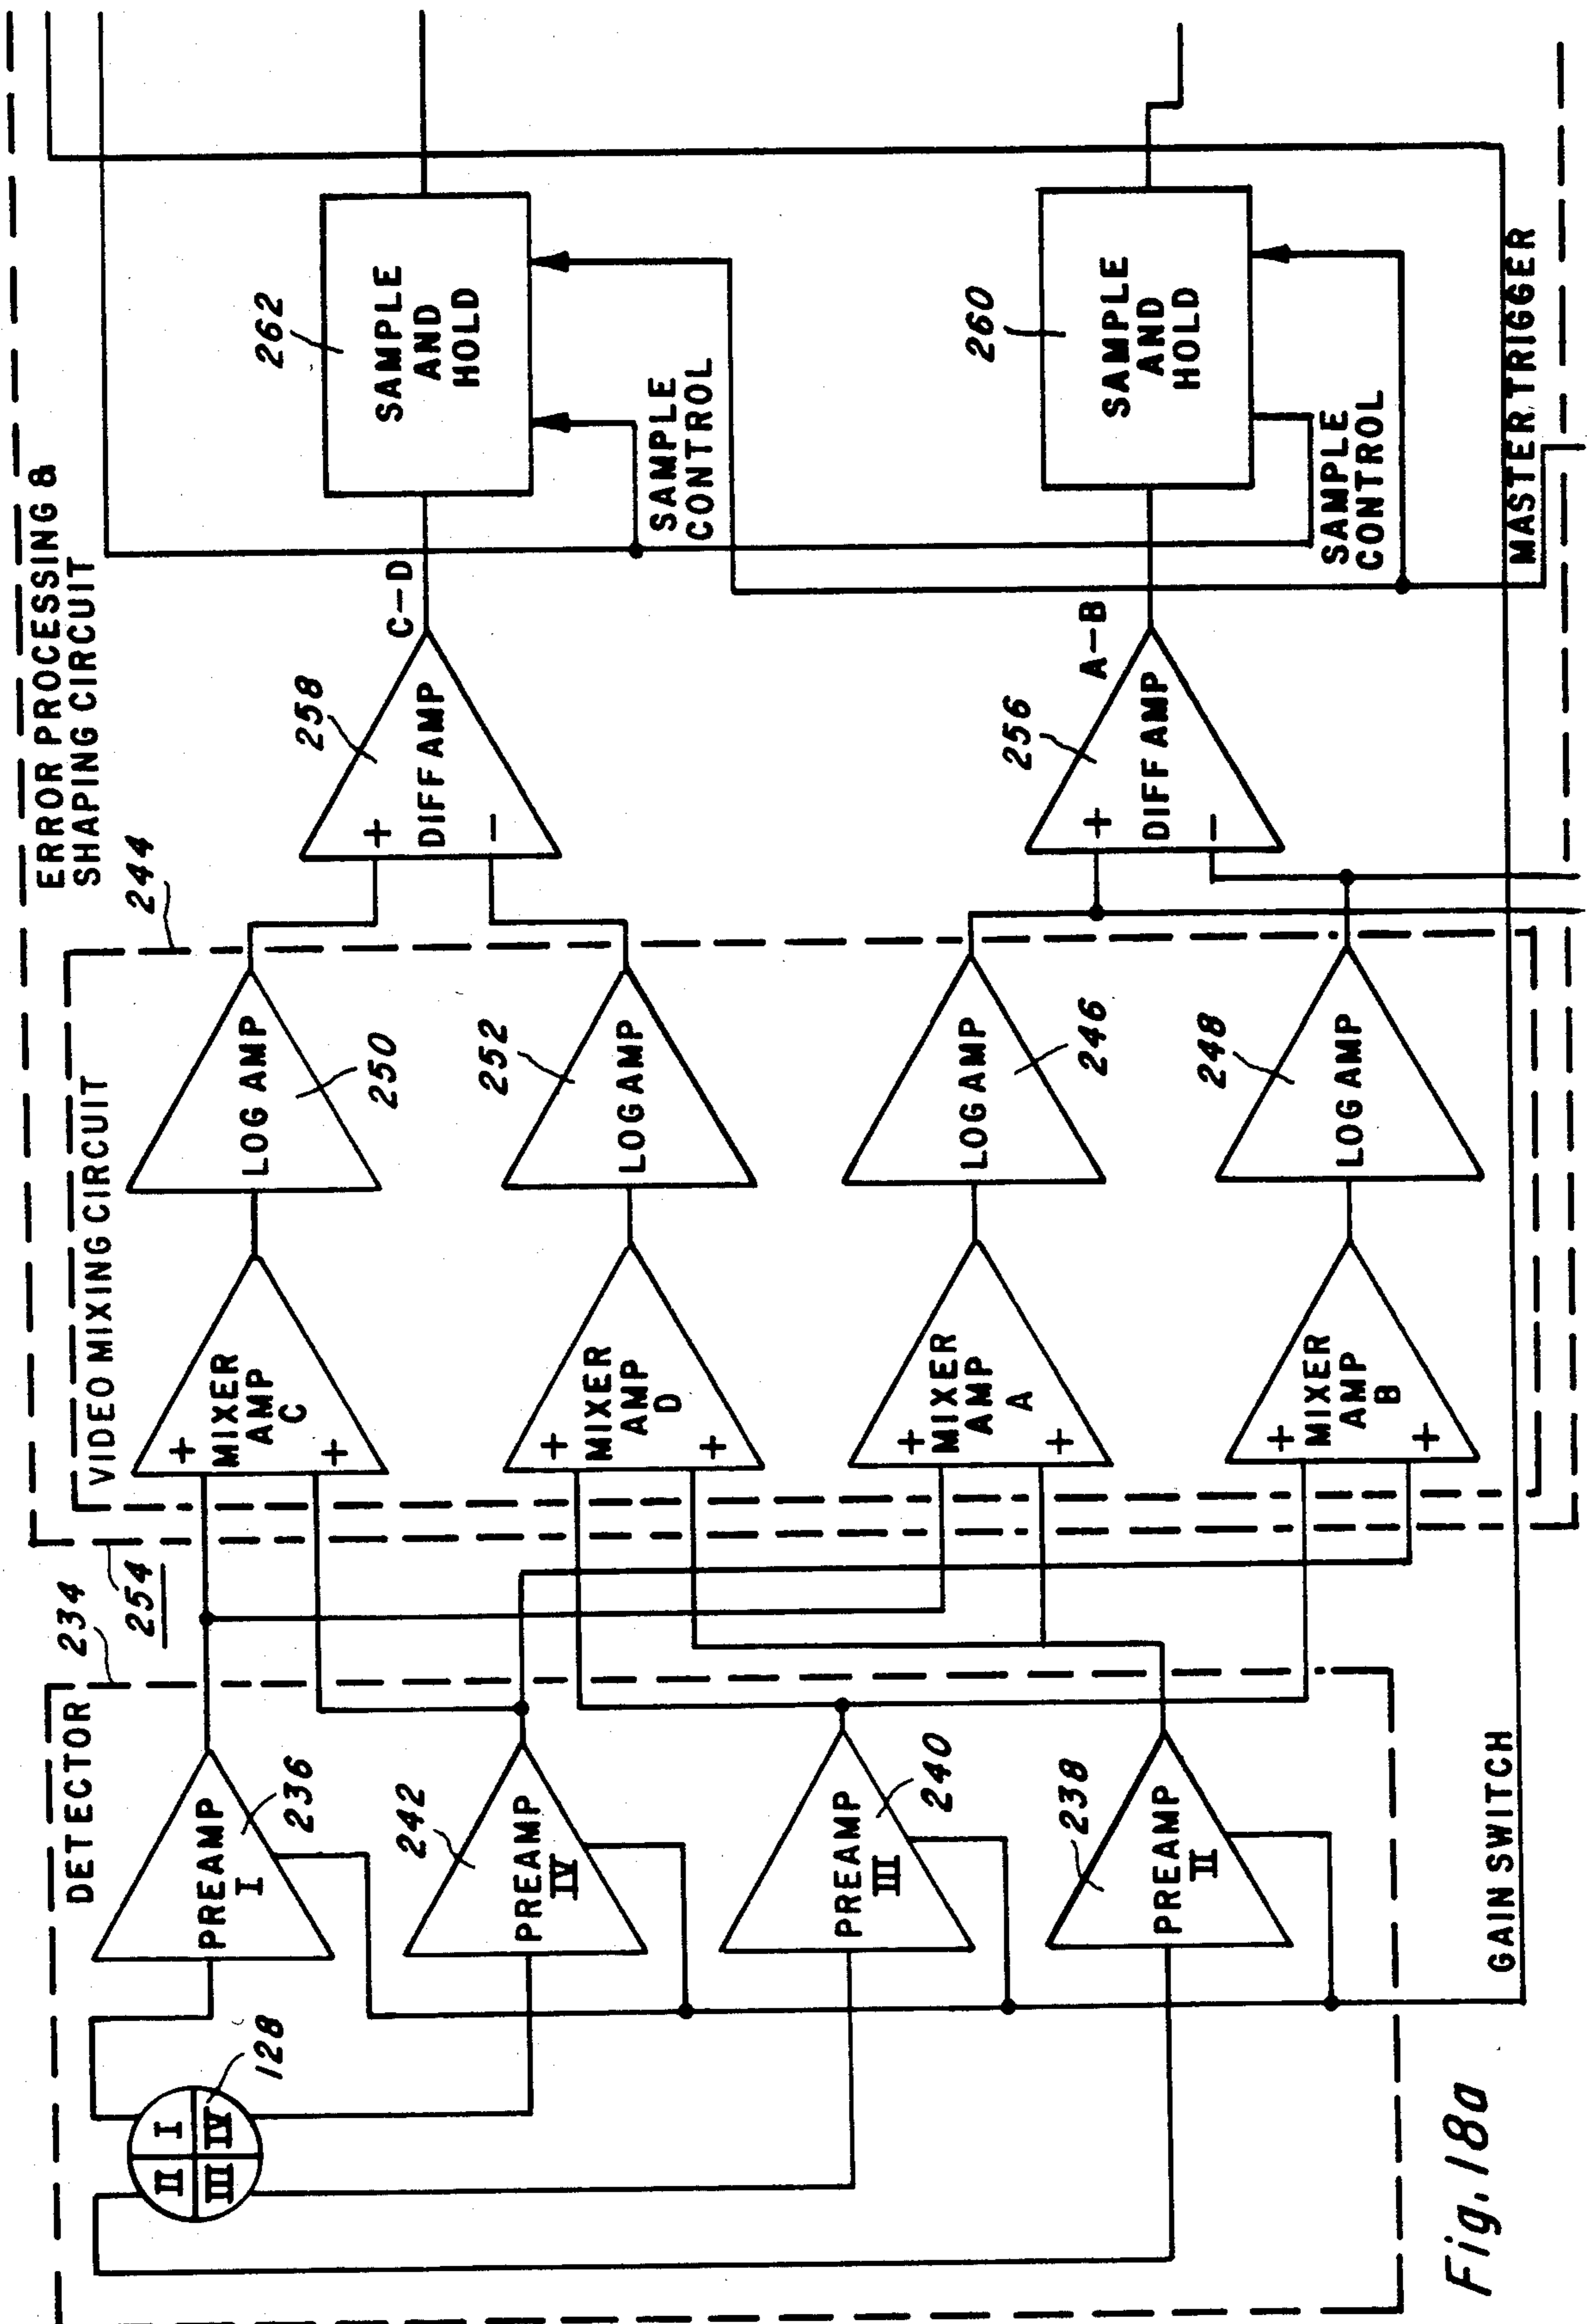 ERROR PROCESSING &
SHAPING CIRCUIT
DETECTOR
234
254
VIDEO MIXING CIRCUIT
244
I
II
III
IV
128
PREAMP
I
236
PREAMP
IV
242
PREAMP
III
240
PREAMP
II
238
+
MIXER
AMP
C
+
+
MIXER
AMP
D
+
+
MIXER
AMP
A
+
+
MIXER
AMP
B
+
LOG AMP
250
LOG AMP
252
LOG AMP
246
LOG AMP
248
+
DIFF AMP
−
258
C−D
+
DIFF AMP
−
256
A−B
262
SAMPLE
AND
HOLD
SAMPLE
CONTROL
260
SAMPLE
AND
HOLD
SAMPLE
CONTROL
MASTER TRIGGER
GAIN SWITCH
Fig. 18a